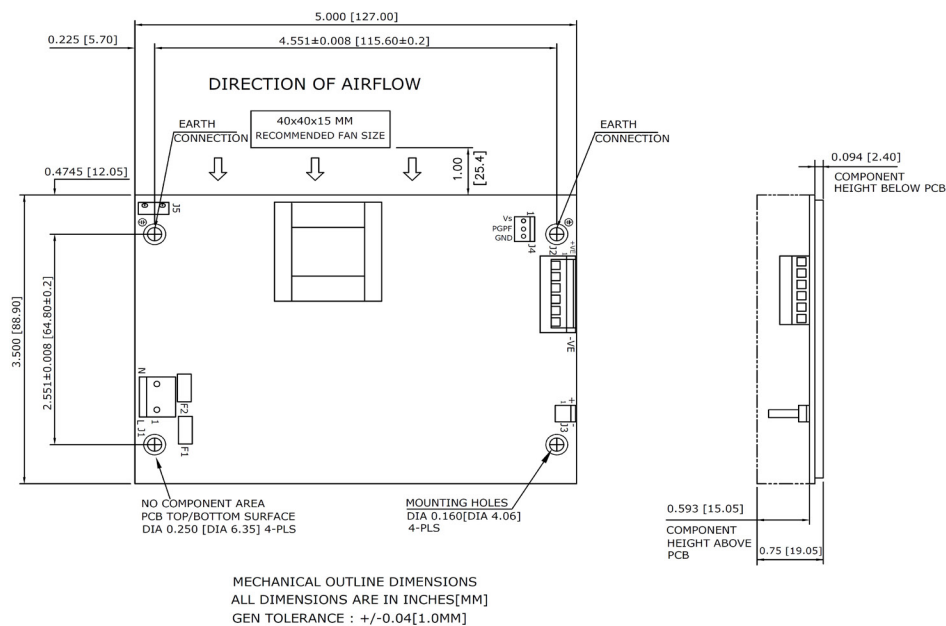 5.000 [127.00]
0.225 [5.70]
4.551±0.008 [115.60±0.2]
DIRECTION OF AIRFLOW
40x40x15 MM
RECOMMENDED FAN SIZE
EARTH
CONNECTION
EARTH
CONNECTION
1.00
[25.4]
0.4745 [12.05]
0.094 [2.40]
COMPONENT
HEIGHT BELOW PCB
J5
Vs
PGPF
GND
1
J4
J2
+VE
-VE
3.500 [88.90]
2.551±0.008 [64.80±0.2]
N
L
J1
1
F2
F1
+
1
-
J3
NO COMPONENT AREA
PCB TOP/BOTTOM SURFACE
DIA 0.250 [DIA 6.35] 4-PLS
MOUNTING HOLES
DIA 0.160[DIA 4.06]
4-PLS
0.593 [15.05]
COMPONENT
HEIGHT ABOVE
PCB
0.75 [19.05]
MECHANICAL OUTLINE DIMENSIONS
ALL DIMENSIONS ARE IN INCHES[MM]
GEN TOLERANCE : +/-0.04[1.0MM]